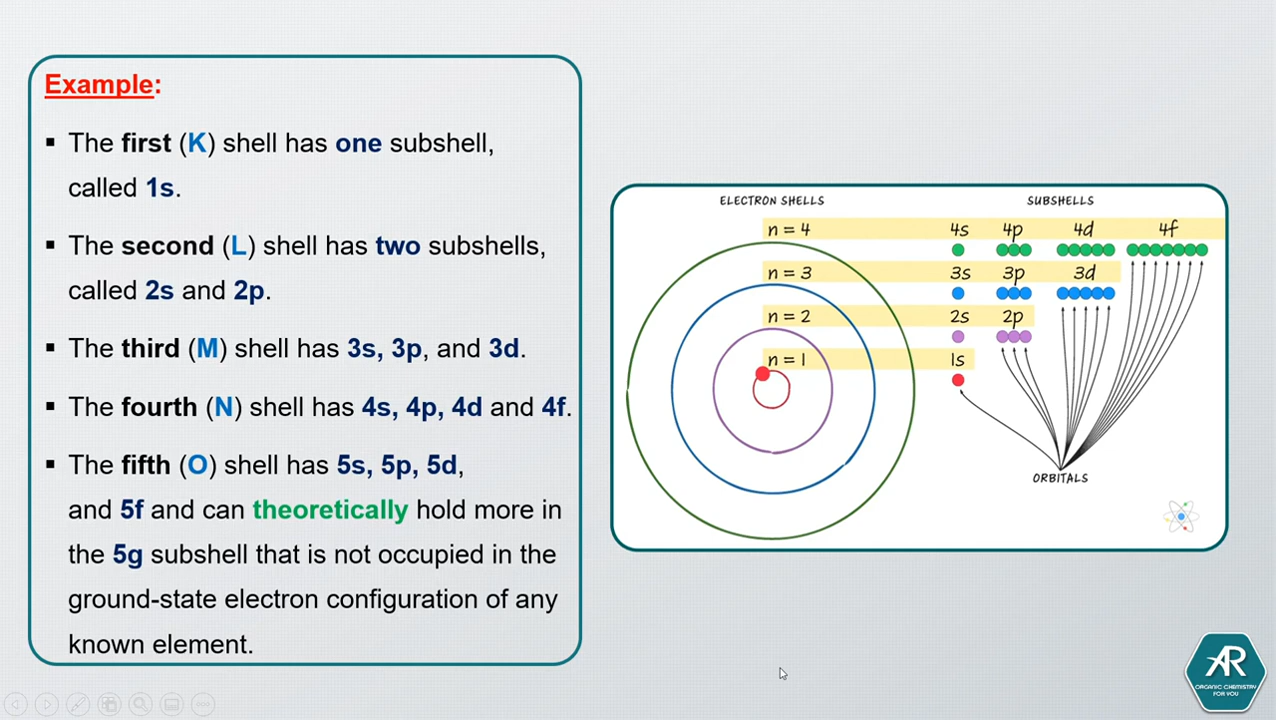 Example:
▪ The first (K) shell has one subshell,
called 1s.
▪ The second (L) shell has two subshells,
called 2s and 2p.
▪ The third (M) shell has 3s, 3p, and 3d.
▪ The fourth (N) shell has 4s, 4p, 4d and 4f.
▪ The fifth (O) shell has 5s, 5p, 5d,
and 5f and can theoretically hold more in
the 5g subshell that is not occupied in the
ground-state electron configuration of any
known element.
ELECTRON SHELLS SUBSHELLS
n = 4 4s 4p 4d 4f
n = 3 3s 3p 3d
n = 2 2s 2p
n = 1 1s
ORBITALS
AR
ORGANIC CHEMISTRY
FOR YOU